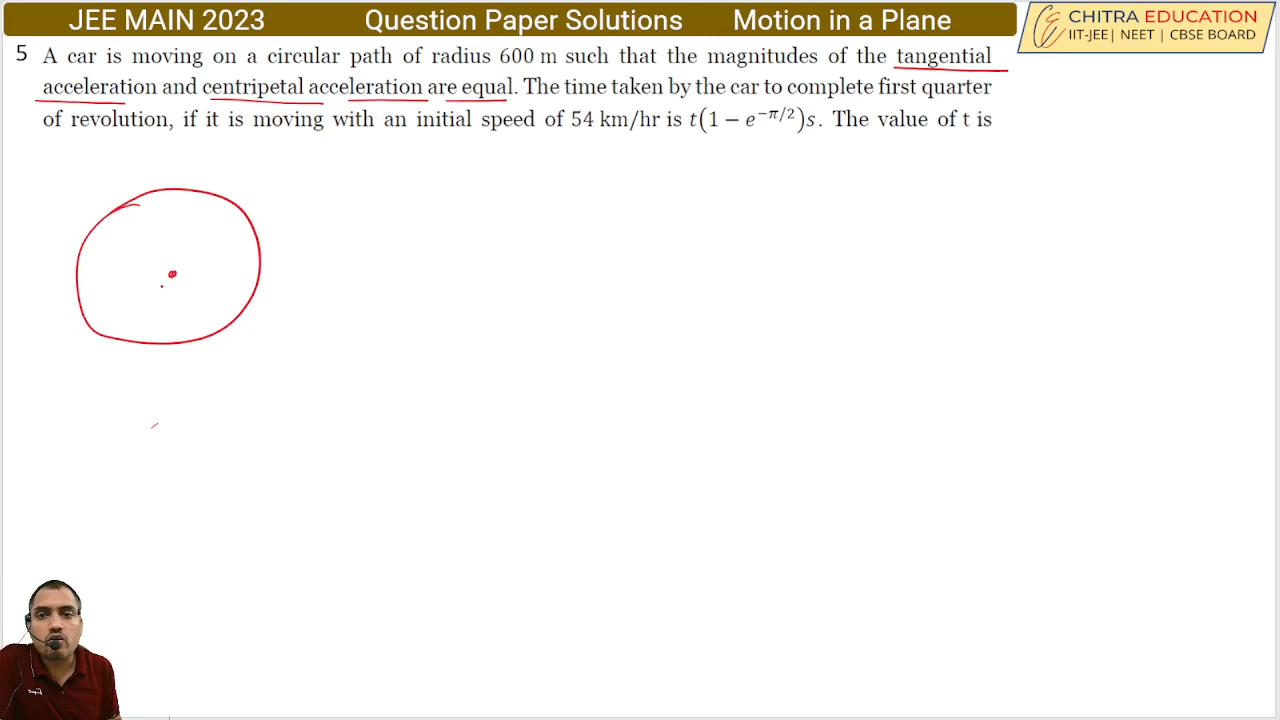 JEE MAIN 2023 Question Paper Solutions Motion in a Plane
CHITRA EDUCATION
IIT-JEE| NEET | CBSE BOARD
5 A car is moving on a circular path of radius 600 m such that the magnitudes of the tangential
acceleration and centripetal acceleration are equal. The time taken by the car to complete first quarter
of revolution, if it is moving with an initial speed of 54 km/hr is t(1 − e^{−π/2})s. The value of t is